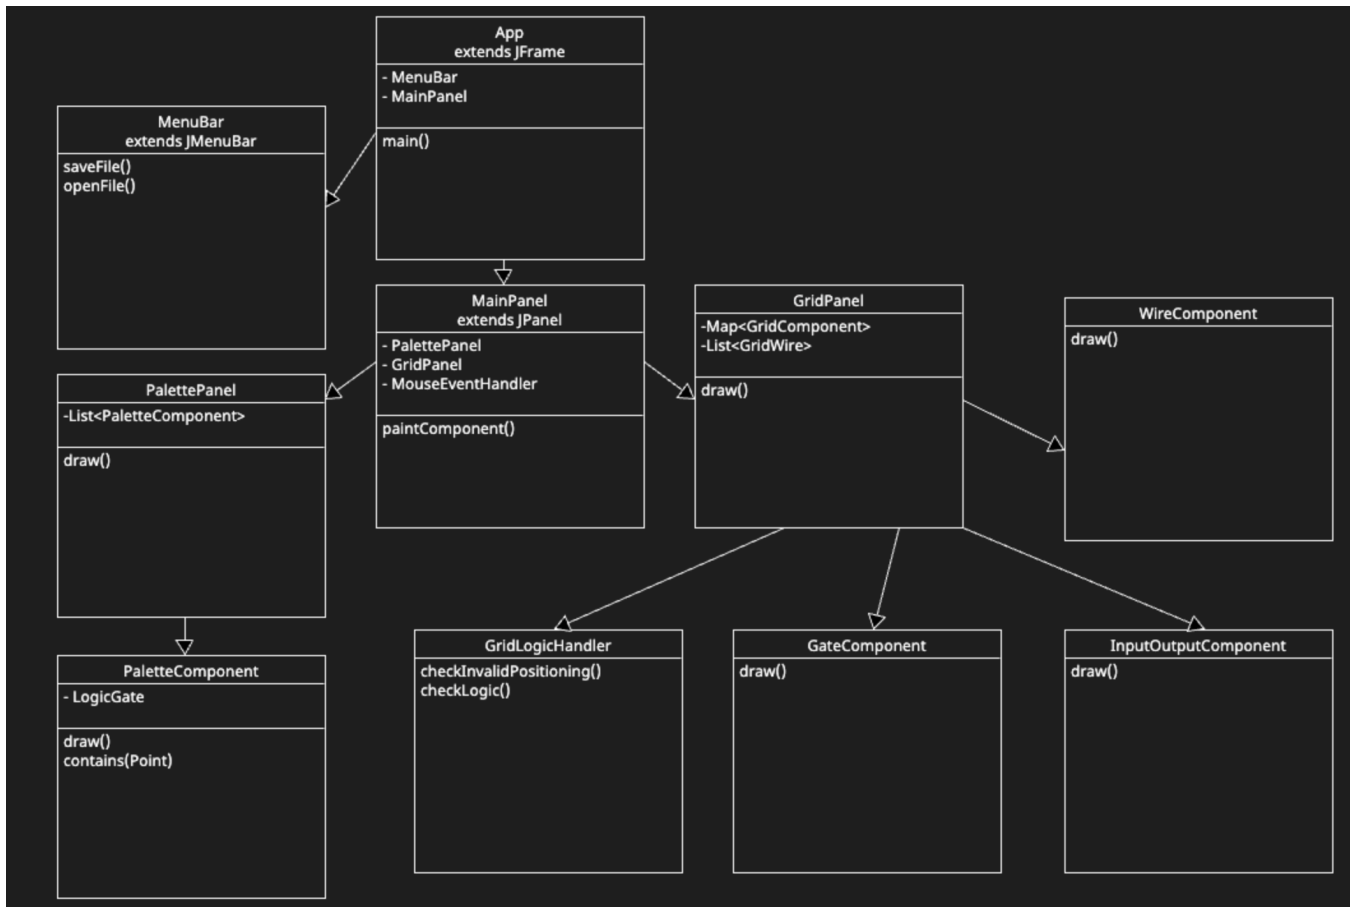 App
extends JFrame
- MenuBar
- MainPanel
main()
MenuBar
extends JMenuBar
saveFile()
openFile()
MainPanel
extends JPanel
- PalettePanel
- GridPanel
- MouseEventHandler
paintComponent()
GridPanel
-Map<GridComponent>
-List<GridWire>
draw()
WireComponent
draw()
PalettePanel
-List<PaletteComponent>
draw()
PaletteComponent
- LogicGate
draw()
contains(Point)
GridLogicHandler
checkInvalidPositioning()
checkLogic()
GateComponent
draw()
InputOutputComponent
draw()